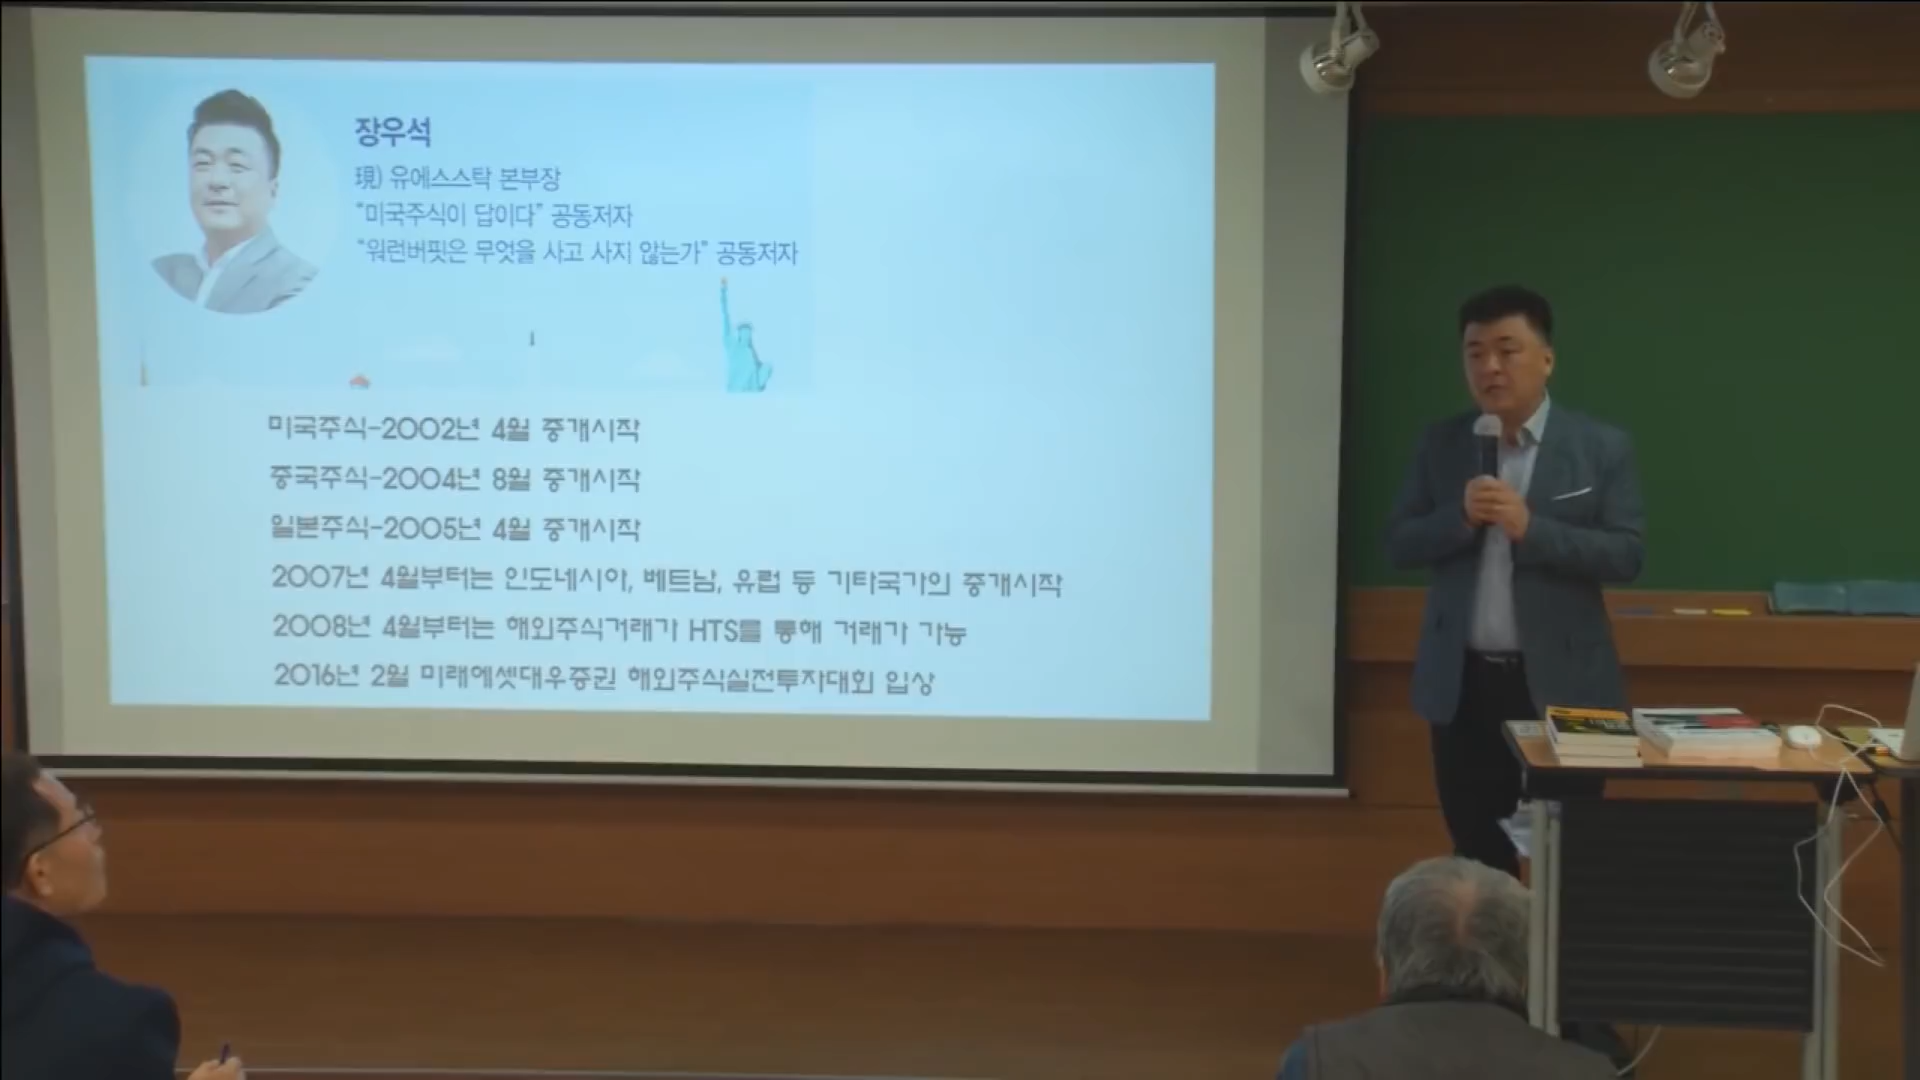 장우석
現) 유에스스탁 본부장
“미국주식이 답이다” 공동저자
“워런버핏은 무엇을 사고 사지 않는가” 공동저자
미국주식-2002년 4월 중개시작
중국주식-2004년 8월 중개시작
일본주식-2005년 4월 중개시작
2007년 4월부터는 인도네시아, 베트남, 유럽 등 기타국가의 중개시작
2008년 4월부터는 해외주식거래가 HTS를 통해 거래가 가능
2016년 2월 미래에셋대우증권 해외주식실전투자대회 입상